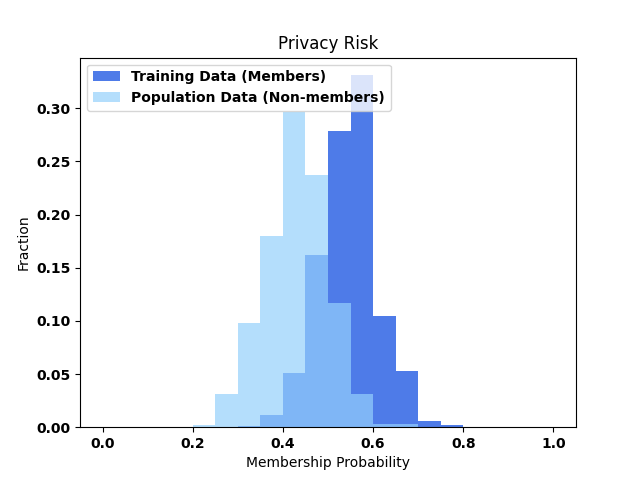 Privacy Risk
Training Data (Members)
Population Data (Non-members)
0.30
0.25
0.20
0.15
0.10
0.05
0.00
Fraction
0.0 0.2 0.4 0.6 0.8 1.0
Membership Probability